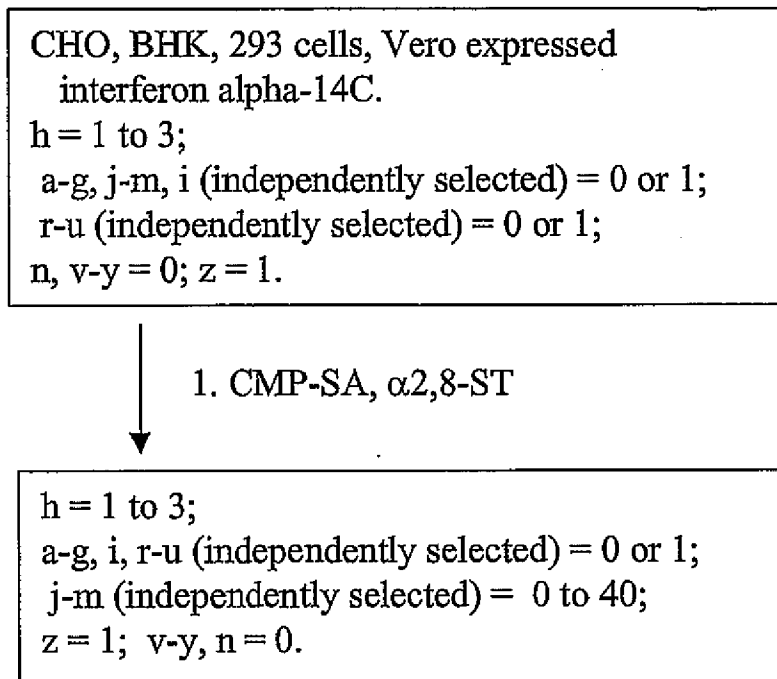 CHO, BHK, 293 cells, Vero expressed
interferon alpha-14C.
h = 1 to 3;
a-g, j-m, i (independently selected) = 0 or 1;
r-u (independently selected) = 0 or 1;
n, v-y = 0; z = 1.
1. CMP-SA, α2,8-ST
h = 1 to 3;
a-g, i, r-u (independently selected) = 0 or 1;
j-m (independently selected) = 0 to 40;
z = 1; v-y, n = 0.